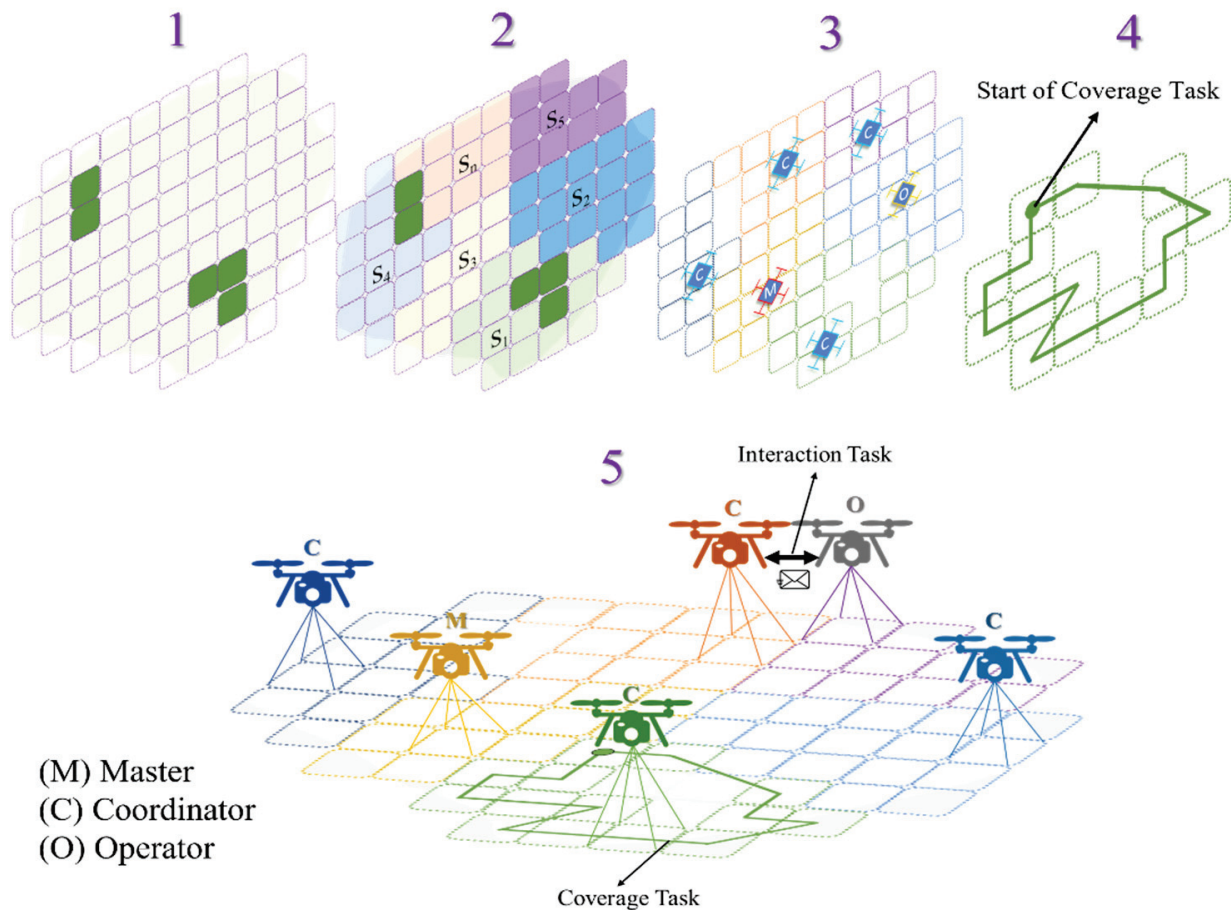 1
2
3
4
Start of Coverage Task
S5
Sn
S2
S3
S4
S1
C
C
O
C
M
C
5
Interaction Task
C
O
C
M
C
C
(M) Master
(C) Coordinator
(O) Operator
Coverage Task